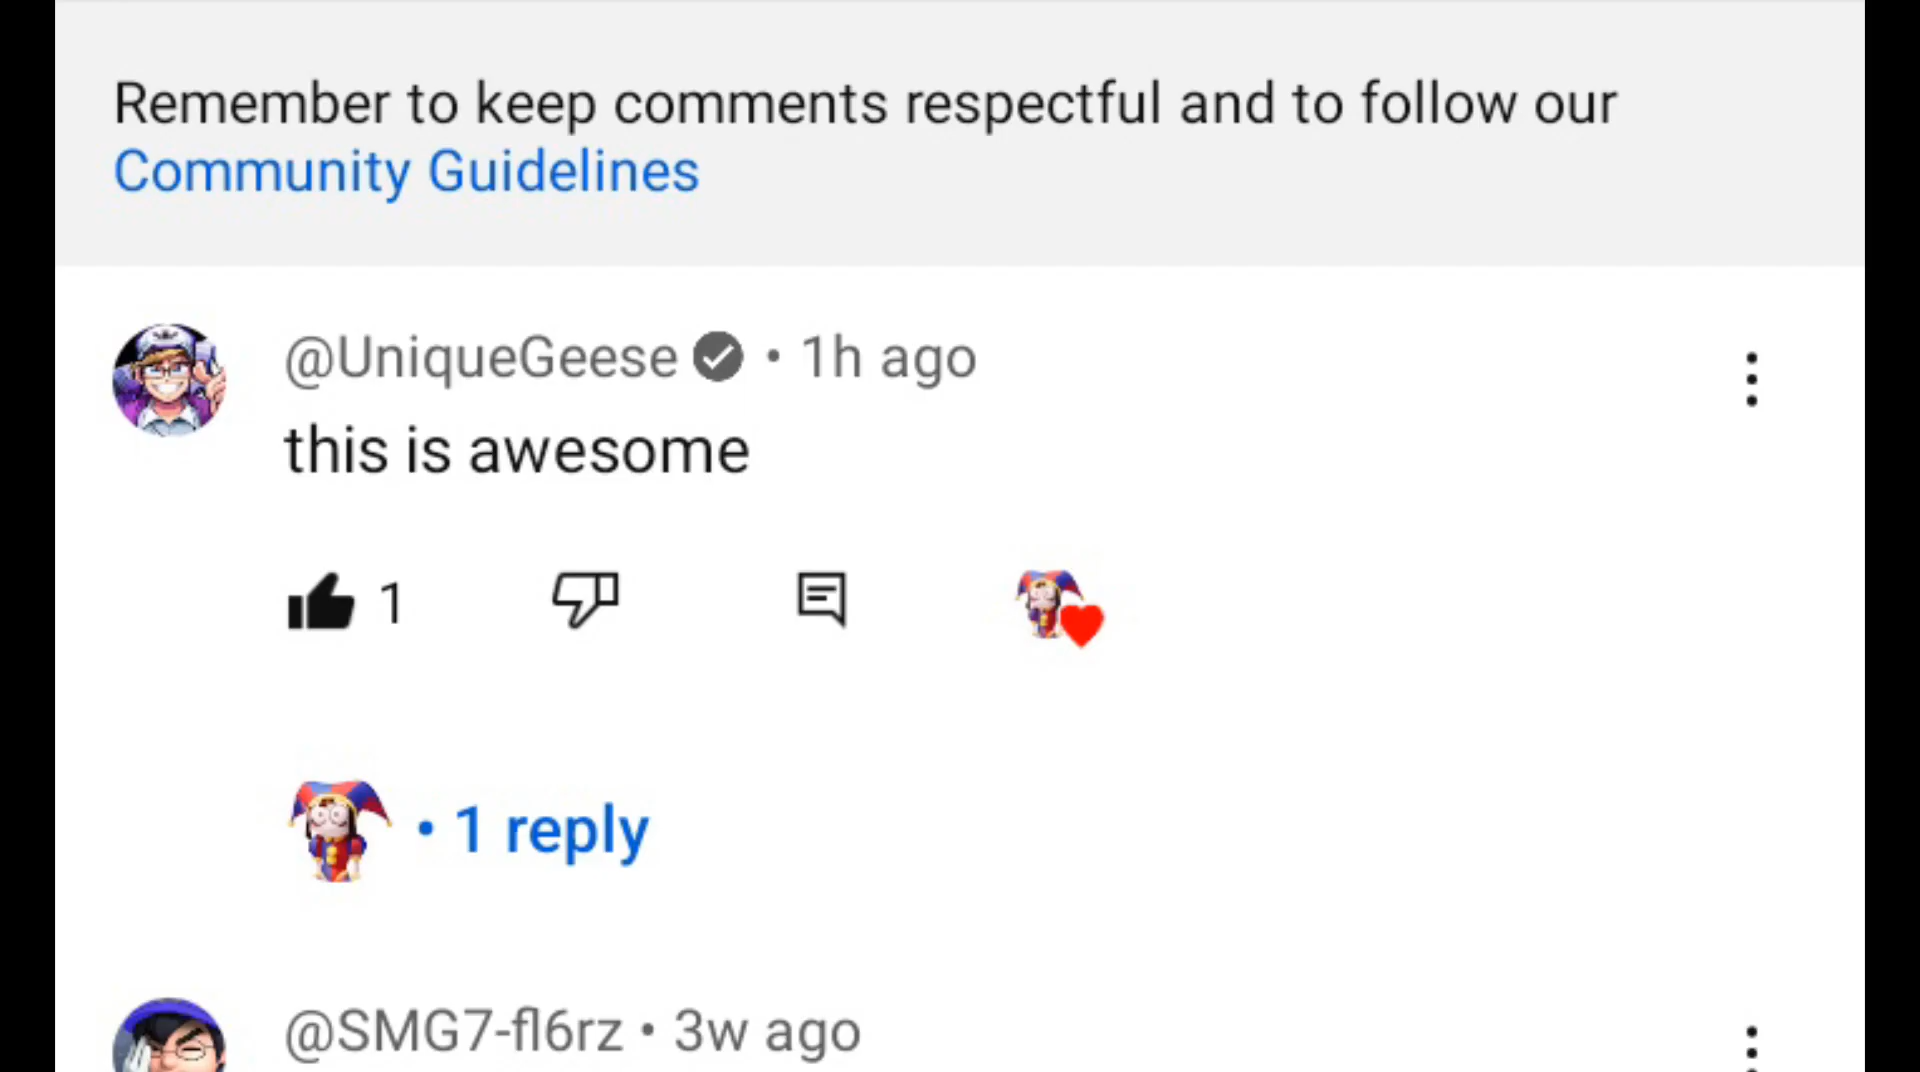 Remember to keep comments respectful and to follow our
Community Guidelines
@UniqueGeese • 1h ago
this is awesome
1
• 1 reply
@SMG7-fl6rz • 3w ago